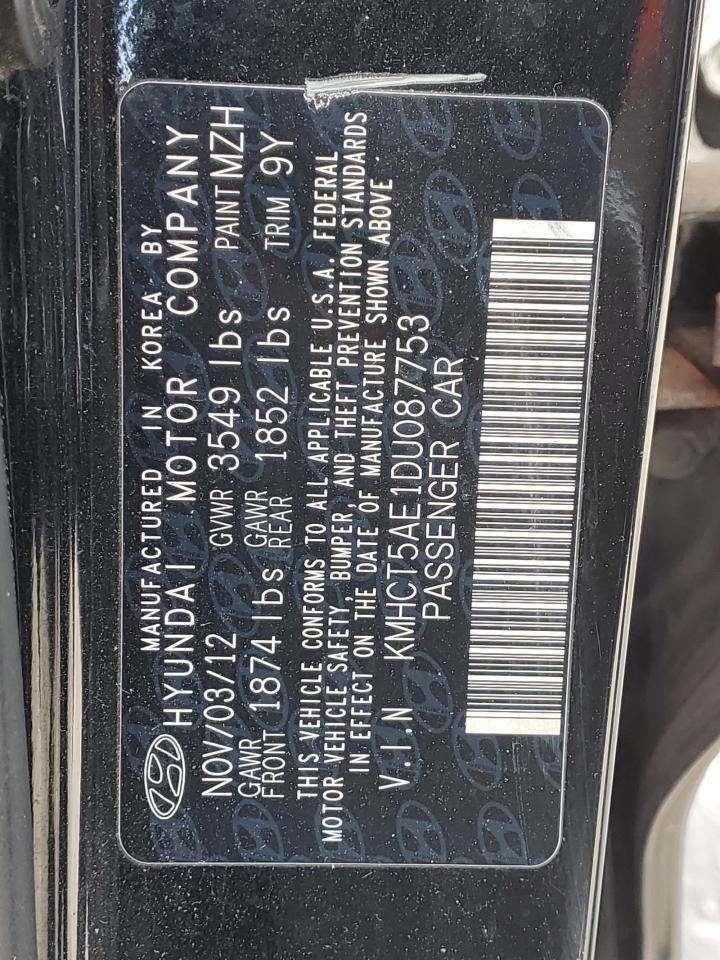 MANUFACTURED IN KOREA BY
HYUNDAI MOTOR COMPANY
NOV/03/12 GVWR 3549 lbs PAINT MZH
GAWR FRONT 1874 lbs GAWR REAR 1852 lbs TRIM 9Y
THIS VEHICLE CONFORMS TO ALL APPLICABLE U.S.A. FEDERAL
MOTOR VEHICLE SAFETY, BUMPER, AND THEFT PREVENTION STANDARDS
IN EFFECT ON THE DATE OF MANUFACTURE SHOWN ABOVE
V.I.N KMHCT5AE1DU087753
PASSENGER CAR